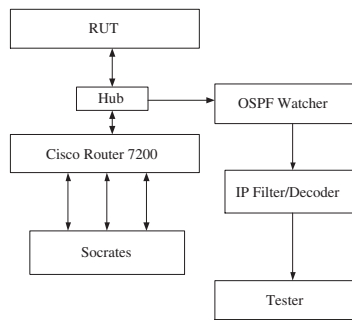 RUT
Hub
OSPF Watcher
Cisco Router 7200
IP Filter/Decoder
Socrates
Tester